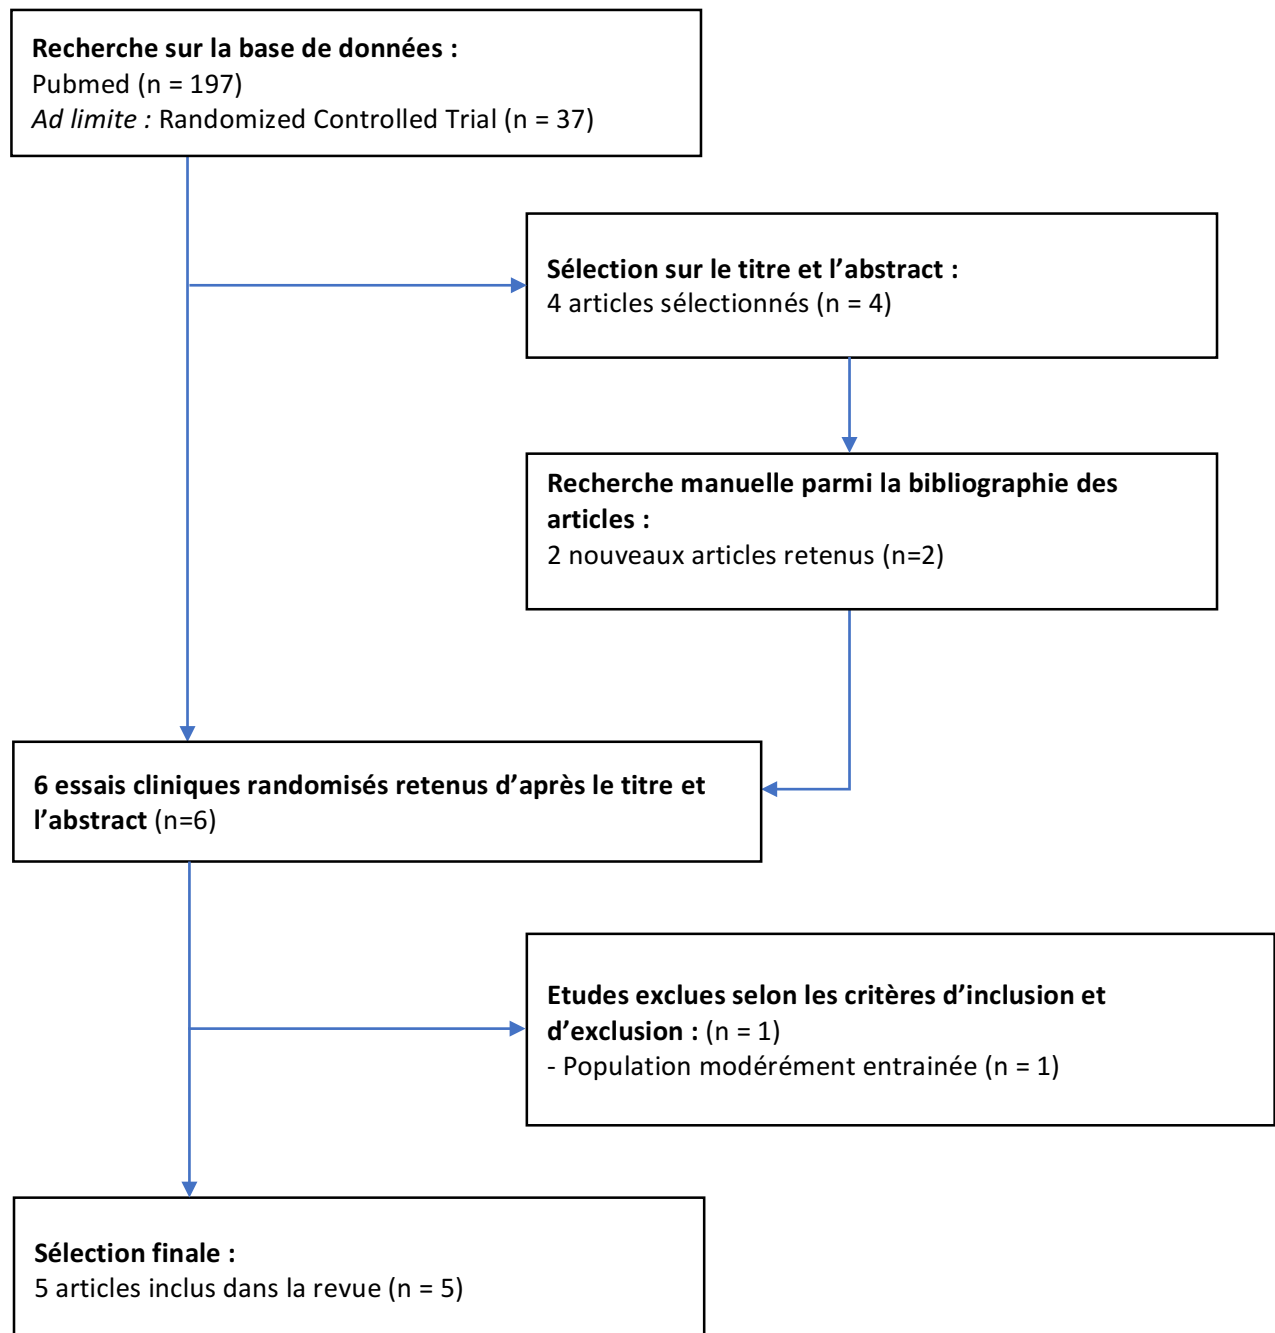 Recherche sur la base de données :
Pubmed (n = 197)
Ad limite : Randomized Controlled Trial (n = 37)
Sélection sur le titre et l’abstract :
4 articles sélectionnés (n = 4)
Recherche manuelle parmi la bibliographie des
articles :
2 nouveaux articles retenus (n=2)
6 essais cliniques randomisés retenus d’après le titre et
l’abstract (n=6)
Etudes exclues selon les critères d’inclusion et
d’exclusion : (n = 1)
- Population modérément entrainée (n = 1)
Sélection finale :
5 articles inclus dans la revue (n = 5)